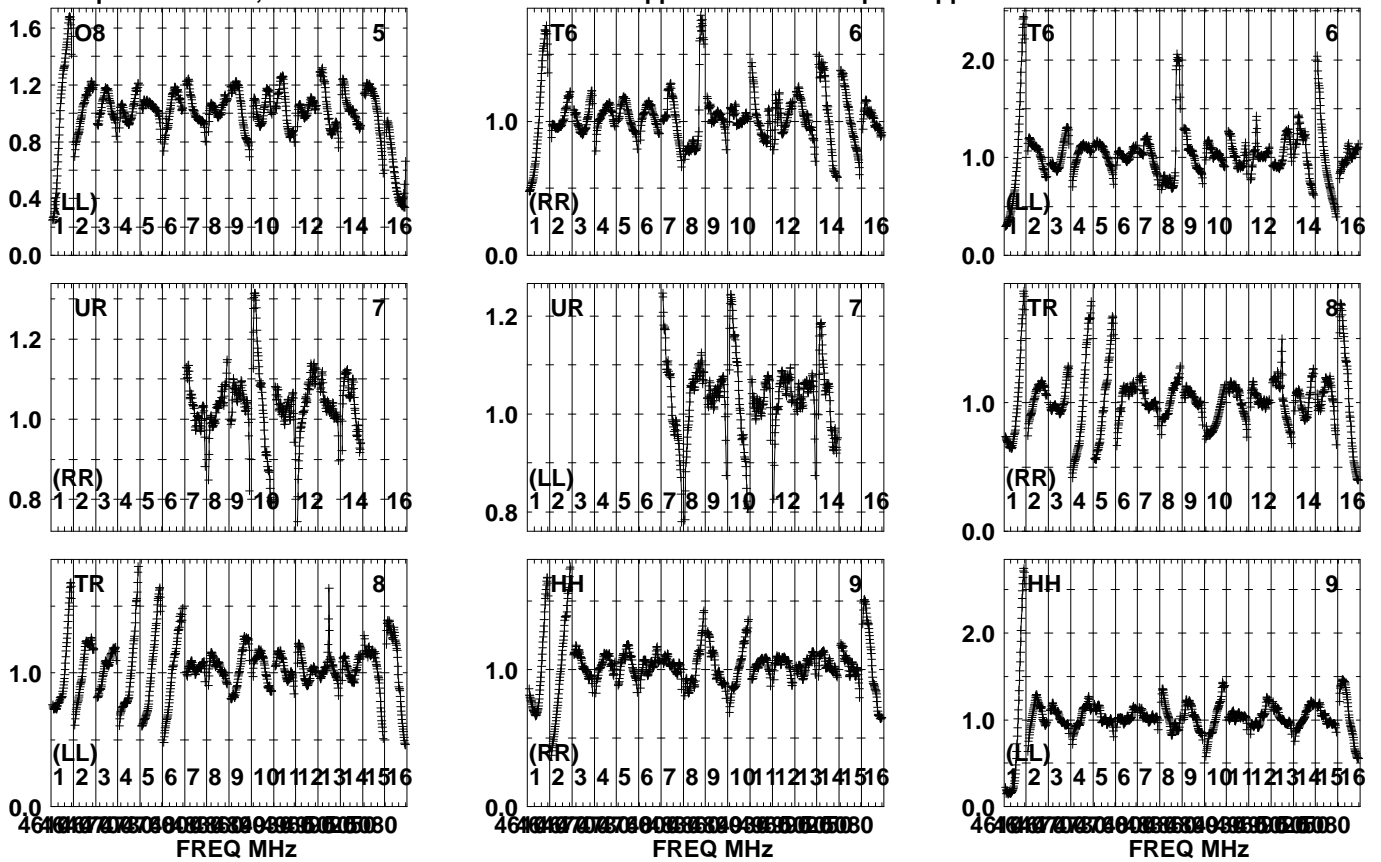 1.6 O8 5 T6 6 T6 6
1.2 2.0
0.8 1.0 1.0
0.4
(LL) (RR) (LL)
1 2 3 4 5 6 7 8 9 10 12 14 16 1 2 3 4 5 6 7 8 9 10 12 14 16 1 2 3 4 5 6 7 8 9 10 12 14 16
0.0 0.0 0.0
UR 7 UR 7 TR 8
1.2 1.2
1.0 1.0 1.0
(RR) (LL) (RR)
0.8 1 2 3 4 5 6 7 8 9 10 12 14 16 0.8 1 2 3 4 5 6 7 8 9 10 12 14 16 1 2 3 4 5 6 7 8 9 10 12 14 16
0.0
TR 8 HH 9 HH 9
2.0
1.0 1.0 1.0
(LL) (RR) (LL)
1 2 3 4 5 6 7 8 9 10 11 12 13 14 15 16 1 2 3 4 5 6 7 8 9 10 11 12 13 14 15 16 1 2 3 4 5 6 7 8 9 10 11 12 13 14 15 16
0.0 0.0 0.0
FREQ MHz FREQ MHz FREQ MHz